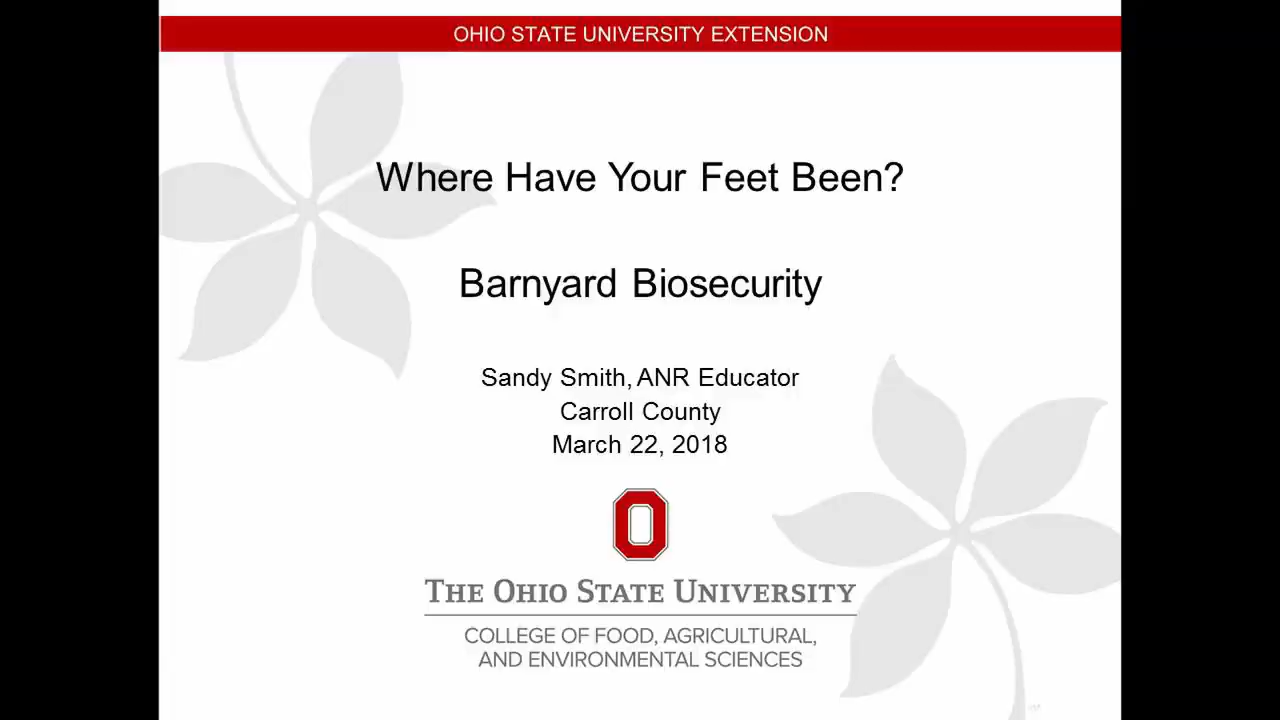 OHIO STATE UNIVERSITY EXTENSION
Where Have Your Feet Been?
Barnyard Biosecurity
Sandy Smith, ANR Educator
Carroll County
March 22, 2018
THE OHIO STATE UNIVERSITY
COLLEGE OF FOOD, AGRICULTURAL,
AND ENVIRONMENTAL SCIENCES